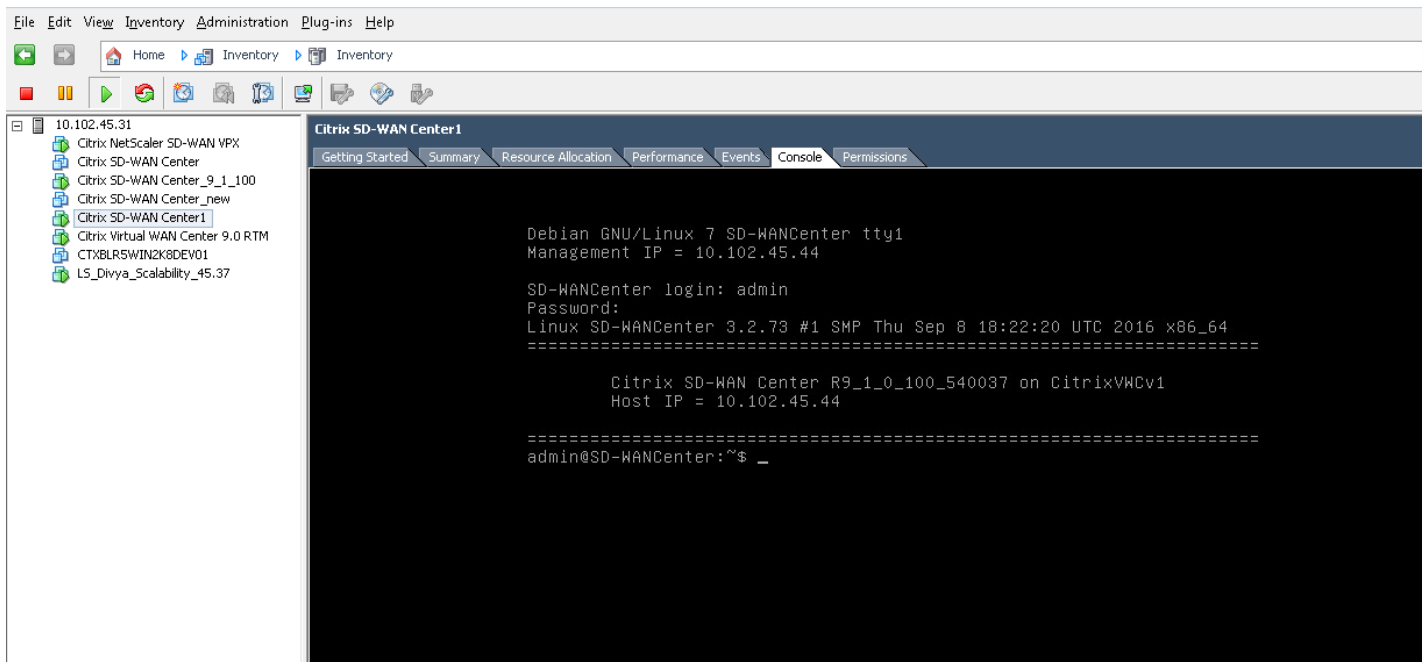 File Edit View Inventory Administration Plug-ins Help
Home Inventory Inventory
10.102.45.31
Citrix NetScaler SD-WAN VPX
Citrix SD-WAN Center
Citrix SD-WAN Center_9_1_100
Citrix SD-WAN Center_new
Citrix SD-WAN Center1
Citrix Virtual WAN Center 9.0 RTM
CTXBLR5WIN2K8DEV01
LS_Divya_Scalability_45.37
Citrix SD-WAN Center1
Getting Started Summary Resource Allocation Performance Events Console Permissions
Debian GNU/Linux 7 SD-WANCenter tty1
Management IP = 10.102.45.44
SD-WANCenter login: admin
Password:
Linux SD-WANCenter 3.2.73 #1 SMP Thu Sep 8 18:22:20 UTC 2016 x86_64
======================================================================
Citrix SD-WAN Center R9_1_0_100_540037 on CitrixVWCv1
Host IP = 10.102.45.44
======================================================================
admin@SD-WANCenter:~$ _